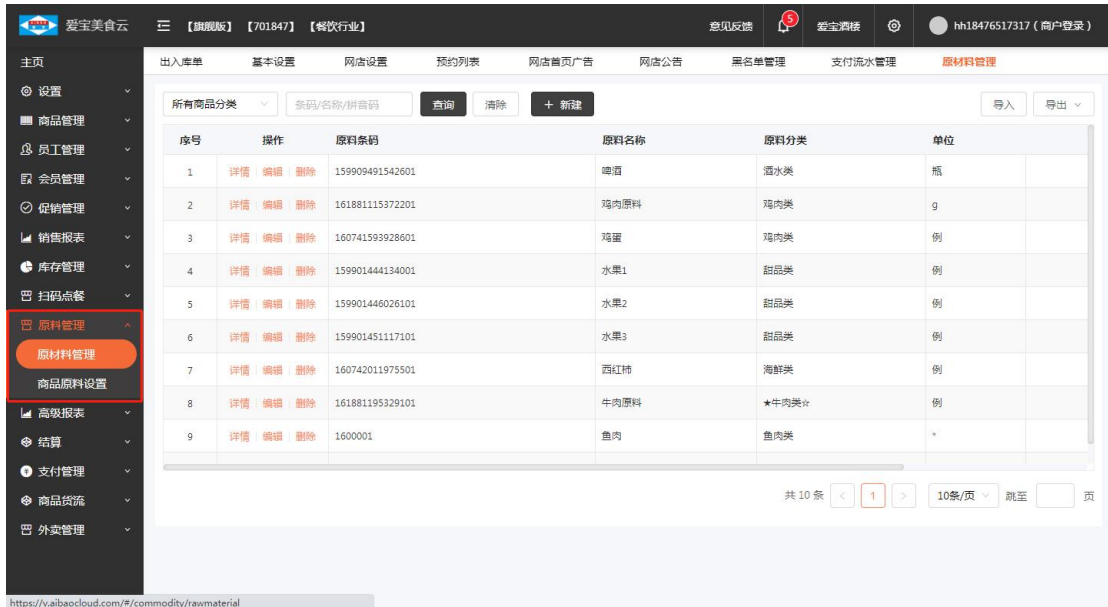 爱宝美食云 【旗舰版】 【701847】 【餐饮行业】 意见反馈 5 爱宝酒楼 hh18476517317（商户登录）
主页
设置
商品管理
员工管理
会员管理
促销管理
销售报表
库存管理
扫码点餐
原料管理
原材料管理
商品原料设置
高级报表
结算
支付管理
商品货流
外卖管理
出入库单 基本设置 网店设置 预约列表 网店首页广告 网店公告 黑名单管理 支付流水管理 原材料管理
所有商品分类 条码/名称/拼音码 查询 清除 + 新建 导入 导出
序号 操作 原料条码 原料名称 原料分类 单位
1 详情 编辑 删除 159909491542601 啤酒 酒水类 瓶
2 详情 编辑 删除 161881115372201 鸡肉原料 鸡肉类 g
3 详情 编辑 删除 160741593928601 鸡蛋 鸡肉类 例
4 详情 编辑 删除 159901444134001 水果1 甜品类 例
5 详情 编辑 删除 159901446026101 水果2 甜品类 例
6 详情 编辑 删除 159901451117101 水果3 甜品类 例
7 详情 编辑 删除 160742011975501 西红柿 海鲜类 例
8 详情 编辑 删除 161881195329101 牛肉原料 ★牛肉类☆ 例
9 详情 编辑 删除 1600001 鱼肉 鱼肉类 *
共 10 条 < 1 > 10条/页 跳至 页
https://v.aibaocloud.com/#/commodity/rawmaterial